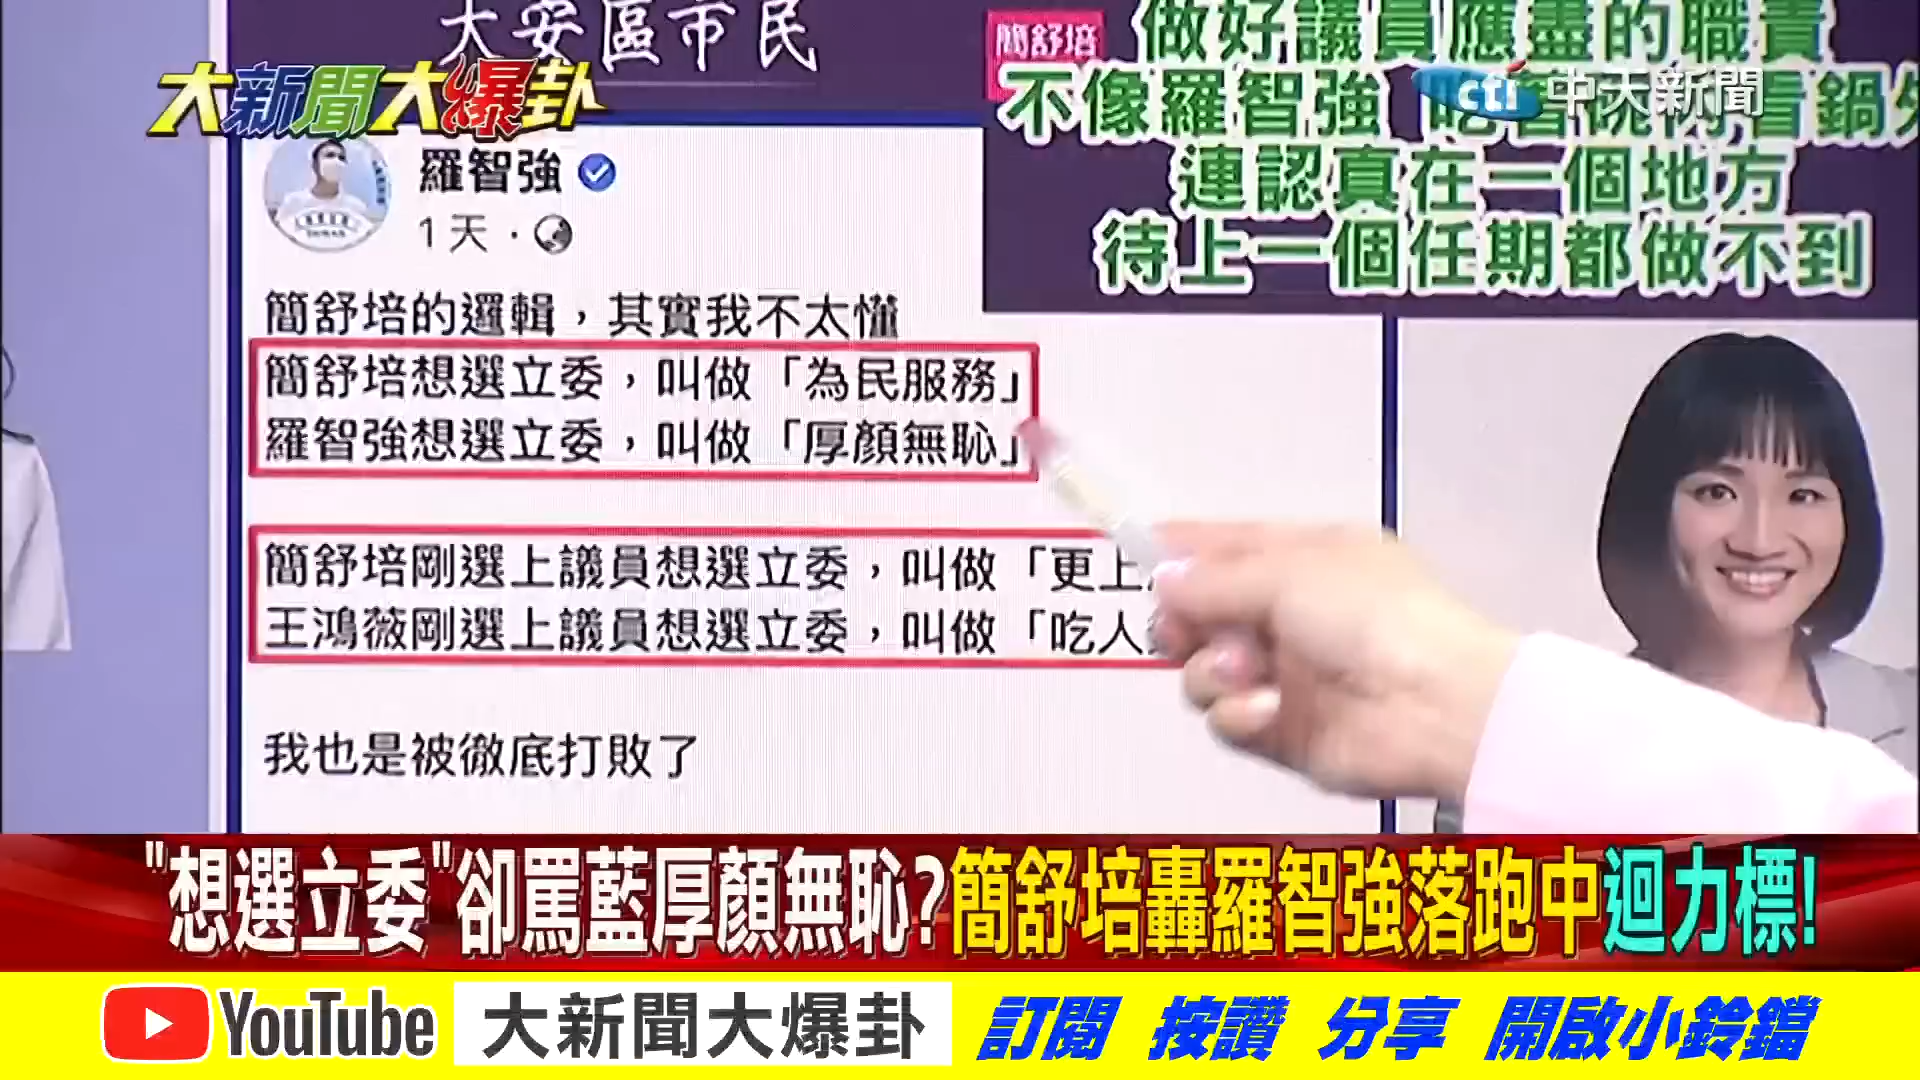 大安區市民
大新聞大爆卦
簡舒培
做好議員應盡的職責
不像羅智強 吃著碗內看鍋外
連認真在一個地方
待上一個任期都做不到
cti 中天新聞
羅智強
1天
簡舒培的邏輯，其實我不太懂
簡舒培想選立委，叫做「為民服務」
羅智強想選立委，叫做「厚顏無恥」
簡舒培剛選上議員想選立委，叫做「更上
王鴻薇剛選上議員想選立委，叫做「吃人
我也是被徹底打敗了
"想選立委"卻罵藍厚顏無恥?簡舒培轟羅智強落跑中迴力標!
YouTube 大新聞大爆卦 訂閱 按讚 分享 開啟小鈴鐺